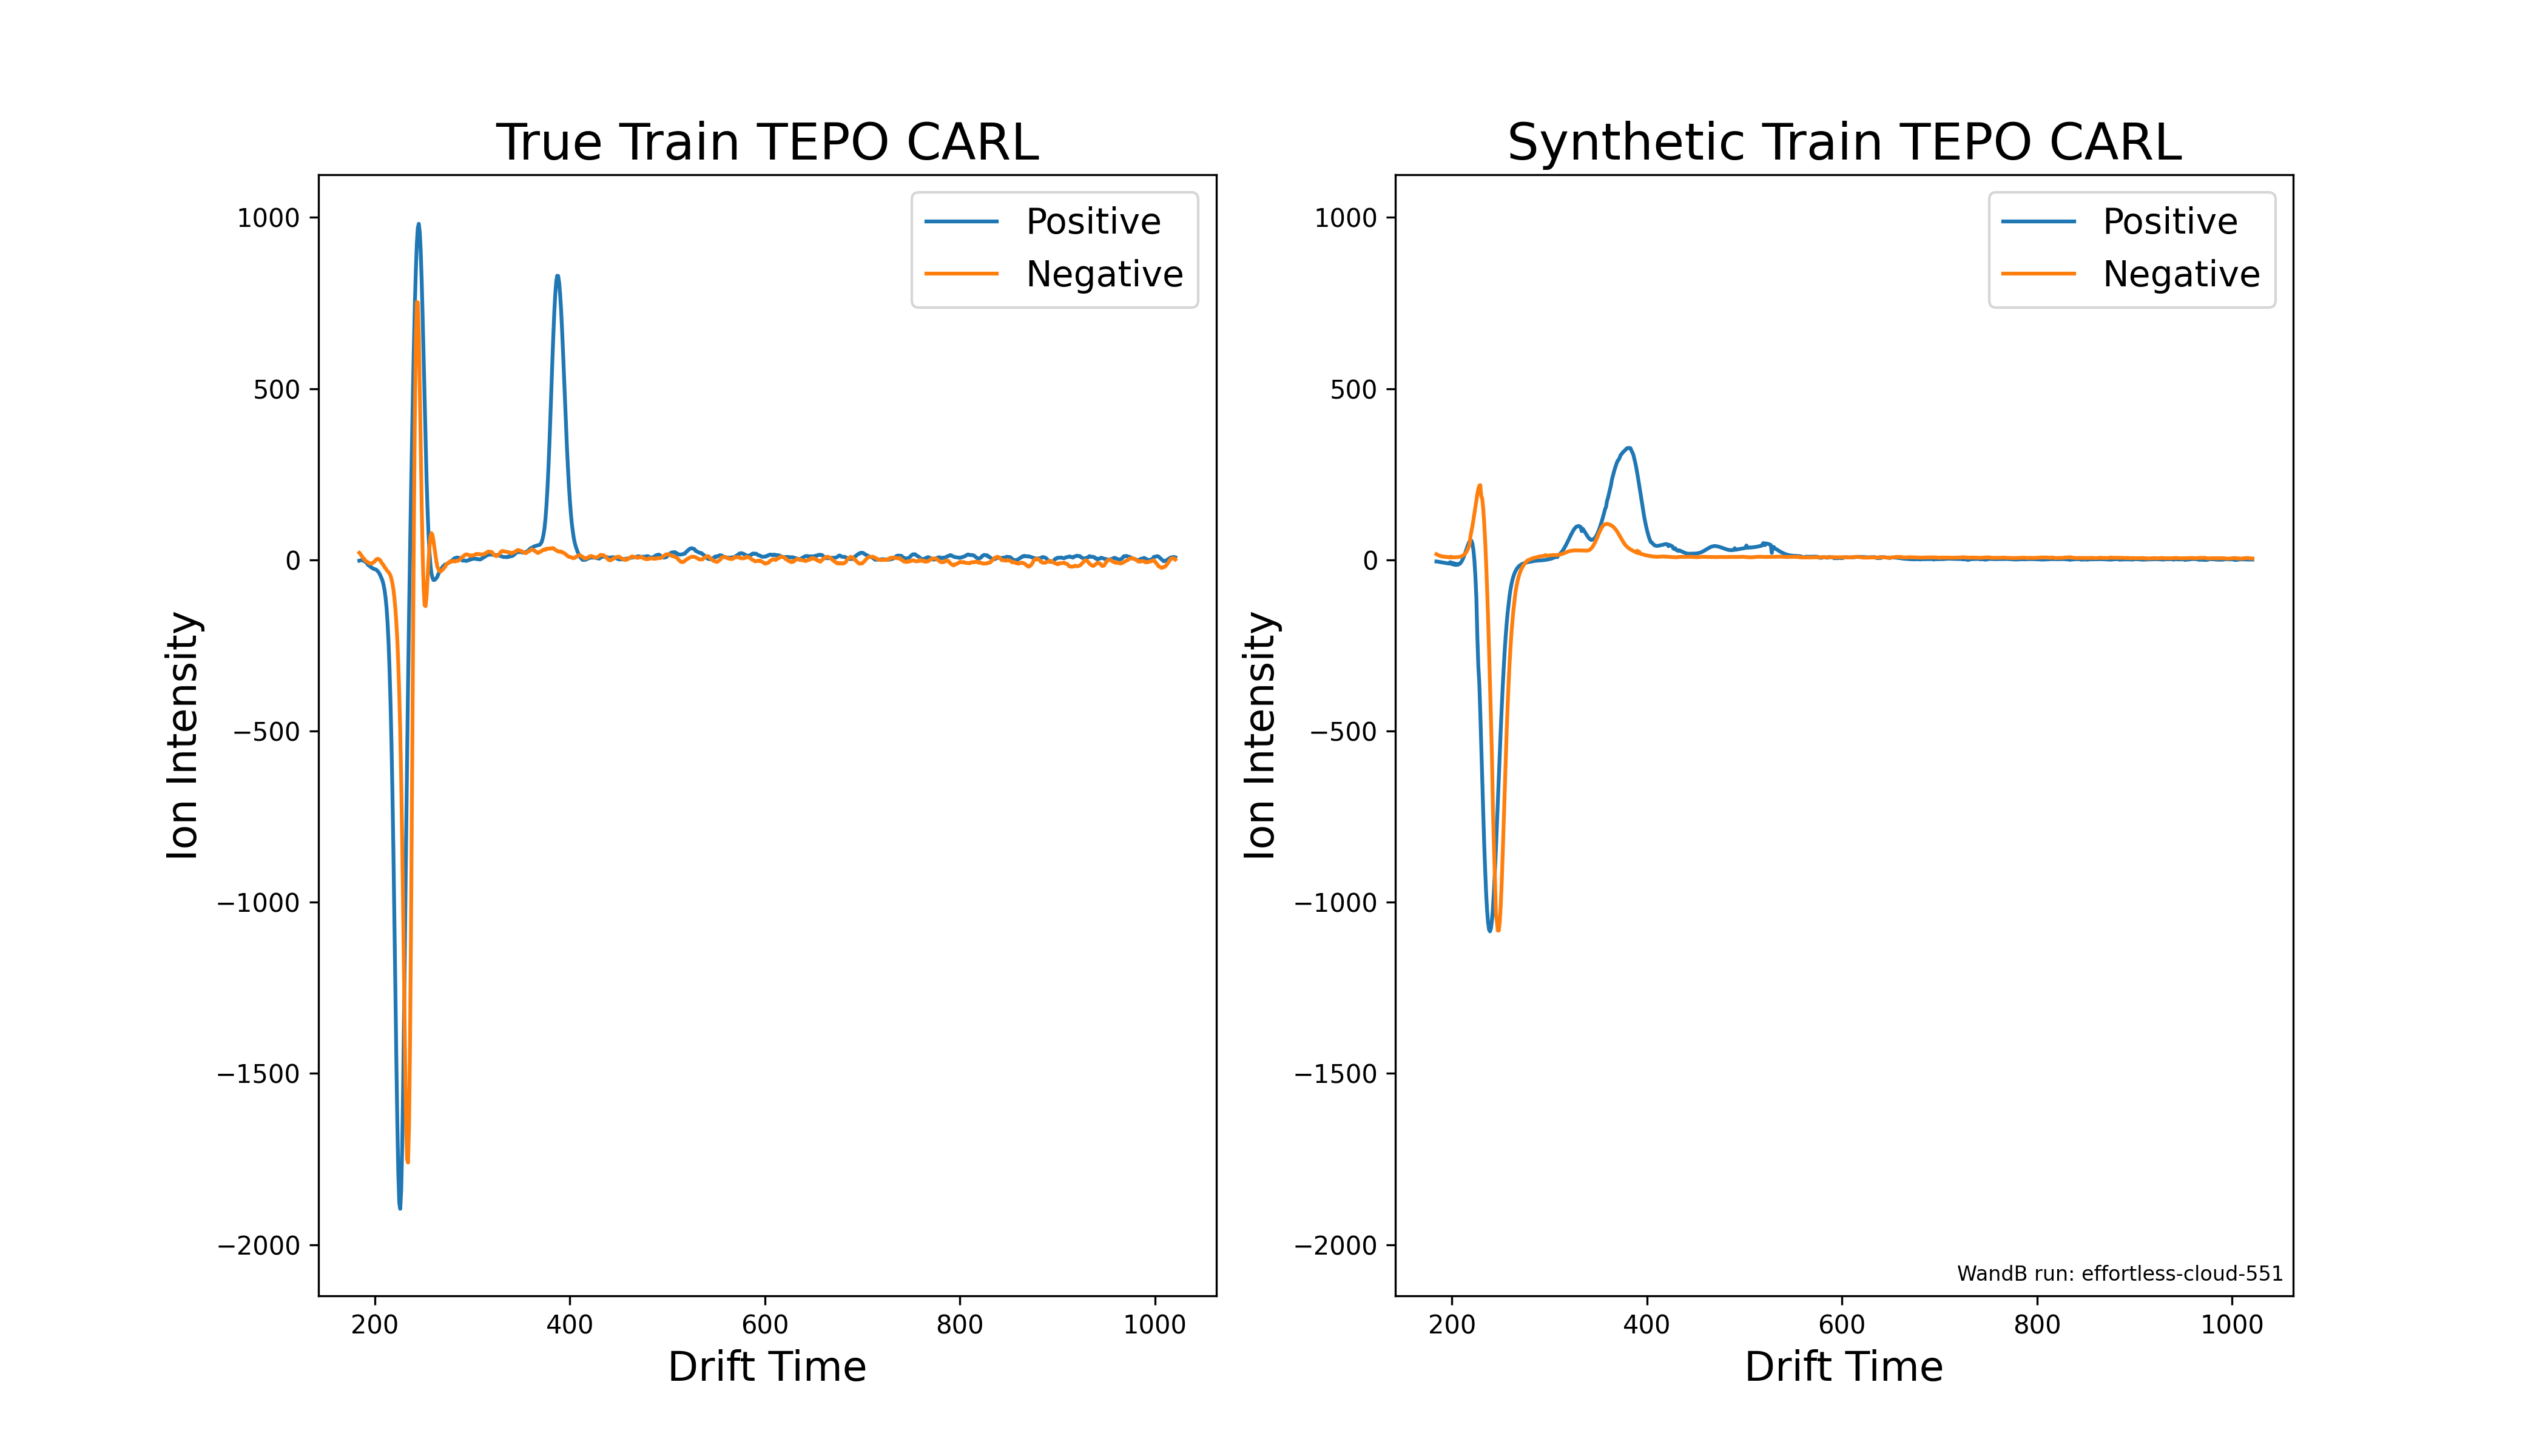 True Train TEPO CARL
Positive
Negative
1000
500
0
−500
−1000
−1500
−2000
Ion Intensity
200 400 600 800 1000
Drift Time
Synthetic Train TEPO CARL
Positive
Negative
1000
500
0
−500
−1000
−1500
−2000
Ion Intensity
WandB run: effortless-cloud-551
200 400 600 800 1000
Drift Time